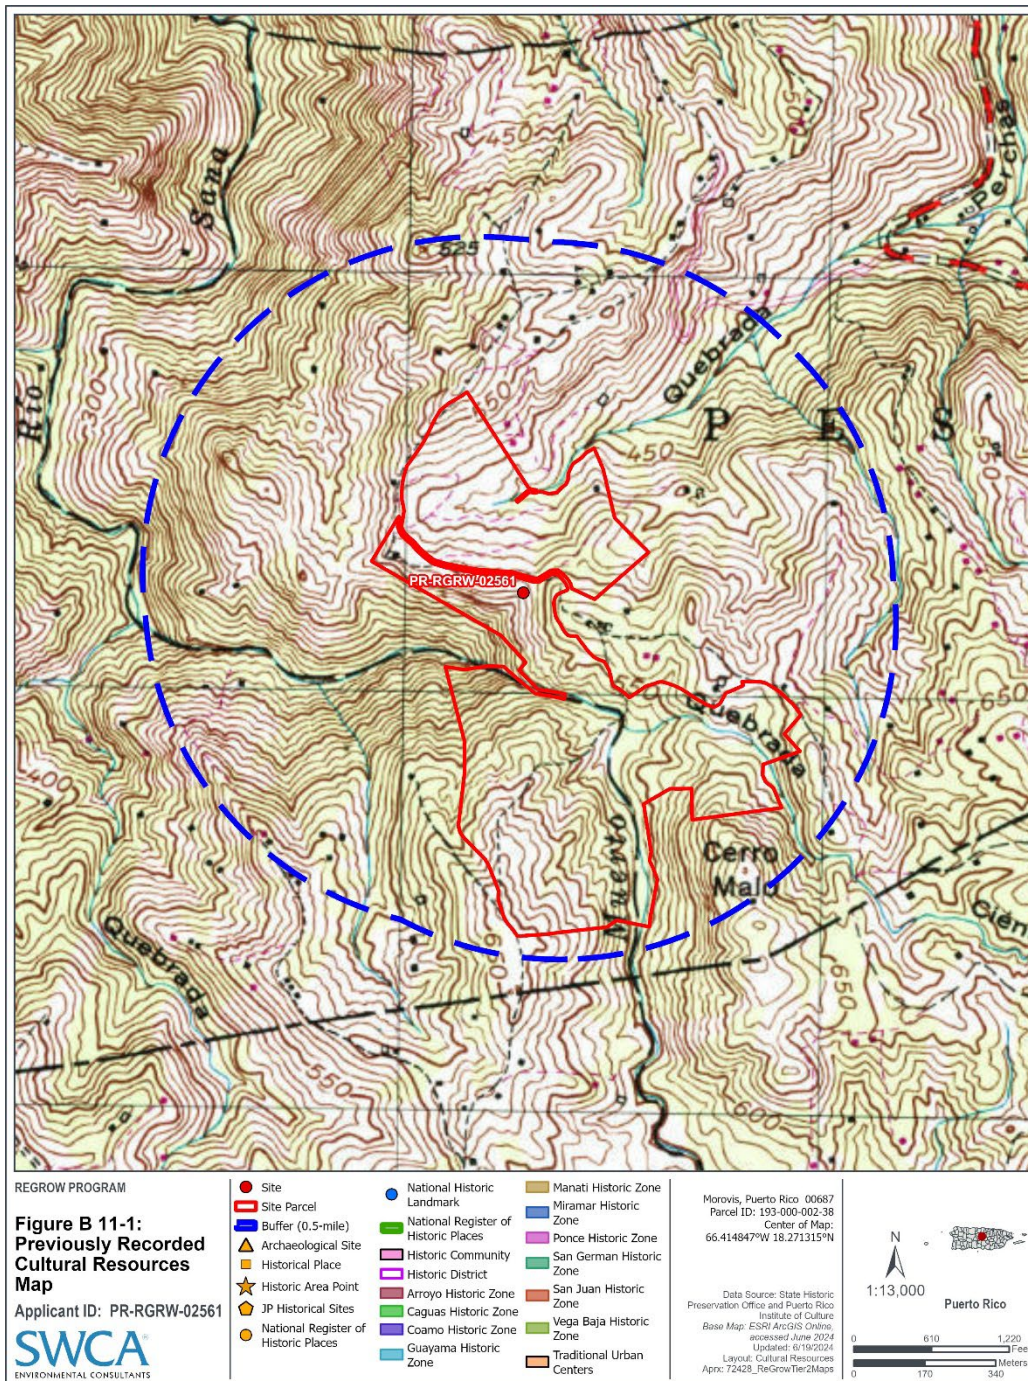 450
525
Sana
Río
300
Quebrada
Perchas
P E S
450
550
550
PR-RGRW-02561
650
Quebrada
650
400
Cerro
Malo
Mavito
Quebrada
Cién
650
600
550
600
REGROW PROGRAM
Figure B 11-1:
Previously Recorded
Cultural Resources
Map
Applicant ID: PR-RGRW-02561
SWCA
ENVIRONMENTAL CONSULTANTS
Site
Site Parcel
Buffer (0.5-mile)
Archaeological Site
Historical Place
Historic Area Point
JP Historical Sites
National Register of
Historic Places
National Historic
Landmark
National Register of
Historic Places
Historic Community
Historic District
Arroyo Historic Zone
Caguas Historic Zone
Coamo Historic Zone
Guayama Historic
Zone
Manati Historic Zone
Miramar Historic
Zone
Ponce Historic Zone
San German Historic
Zone
San Juan Historic
Zone
Vega Baja Historic
Zone
Traditional Urban
Centers
Morovis, Puerto Rico 00687
Parcel ID: 193-000-002-38
Center of Map:
66.414847°W 18.271315°N
Data Source: State Historic
Preservation Office and Puerto Rico
Institute of Culture
Base Map: ESRI ArcGIS Online,
accessed June 2024
Updated: 6/19/2024
Layout: Cultural Resources
Aprx: 72428_ReGrowTier2Maps
N
1:13,000
Puerto Rico
0 610 1,220
Feet
Meters
0 170 340